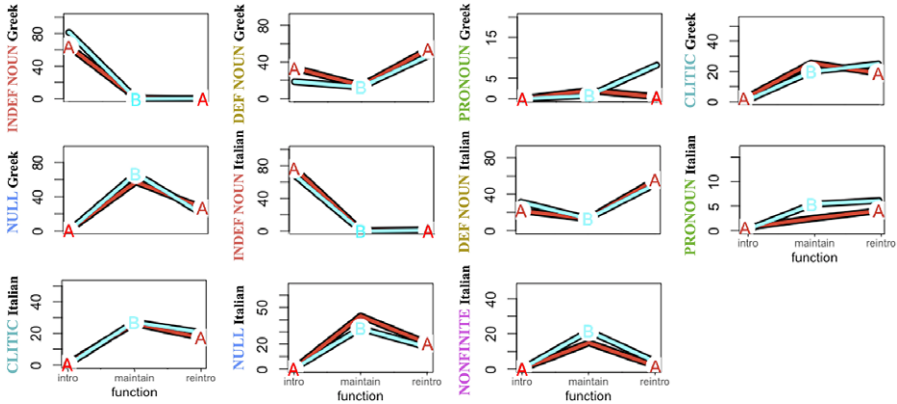 INDEF NOUN Greek
80
40
0
A
B
A
DEF NOUN Greek
80
40
0
A
B
A
PRONOUN Greek
15
5
0
A
B
A
CLITIC Greek
40
20
0
A
B
A
NULL Greek
80
40
0
A
B
A
INDEF NOUN Italian
80
40
0
A
B
A
DEF NOUN Italian
80
40
0
A
B
A
PRONOUN Italian
10
5
0
A
B
A
intro maintain reintro
function
CLITIC Italian
40
20
0
A
B
A
intro maintain reintro
function
NULL Italian
50
20
0
A
B
A
intro maintain reintro
function
NONFINITE Italian
40
20
0
A
B
A
intro maintain reintro
function